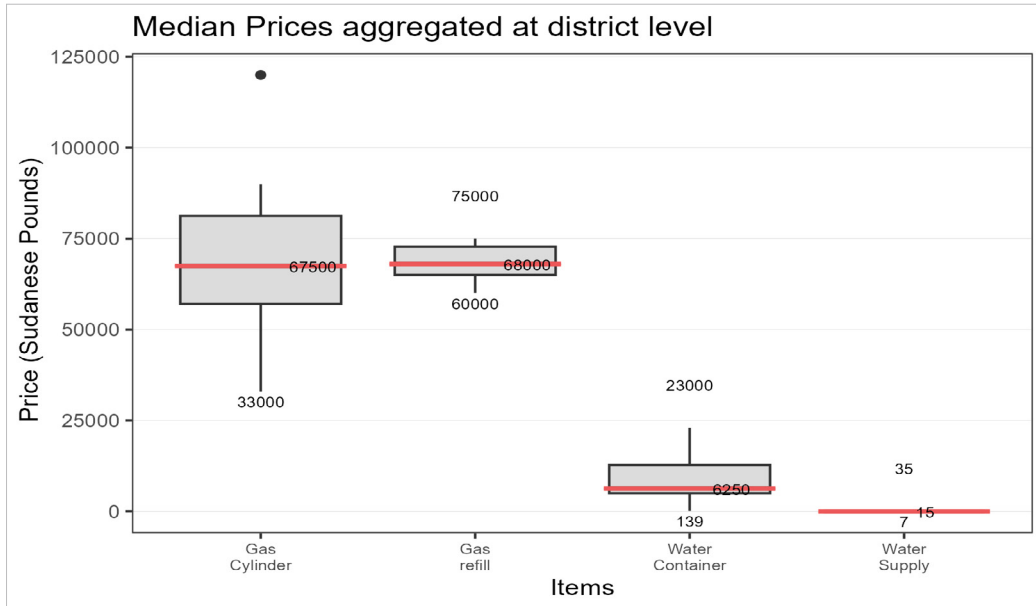 Median Prices aggregated at district level
Price (Sudanese Pounds)
125000
100000
75000
50000
25000
0
67500
33000
75000
68000
60000
23000
6250
139
35
15
7
Gas
Cylinder
Gas
refill
Water
Container
Water
Supply
Items